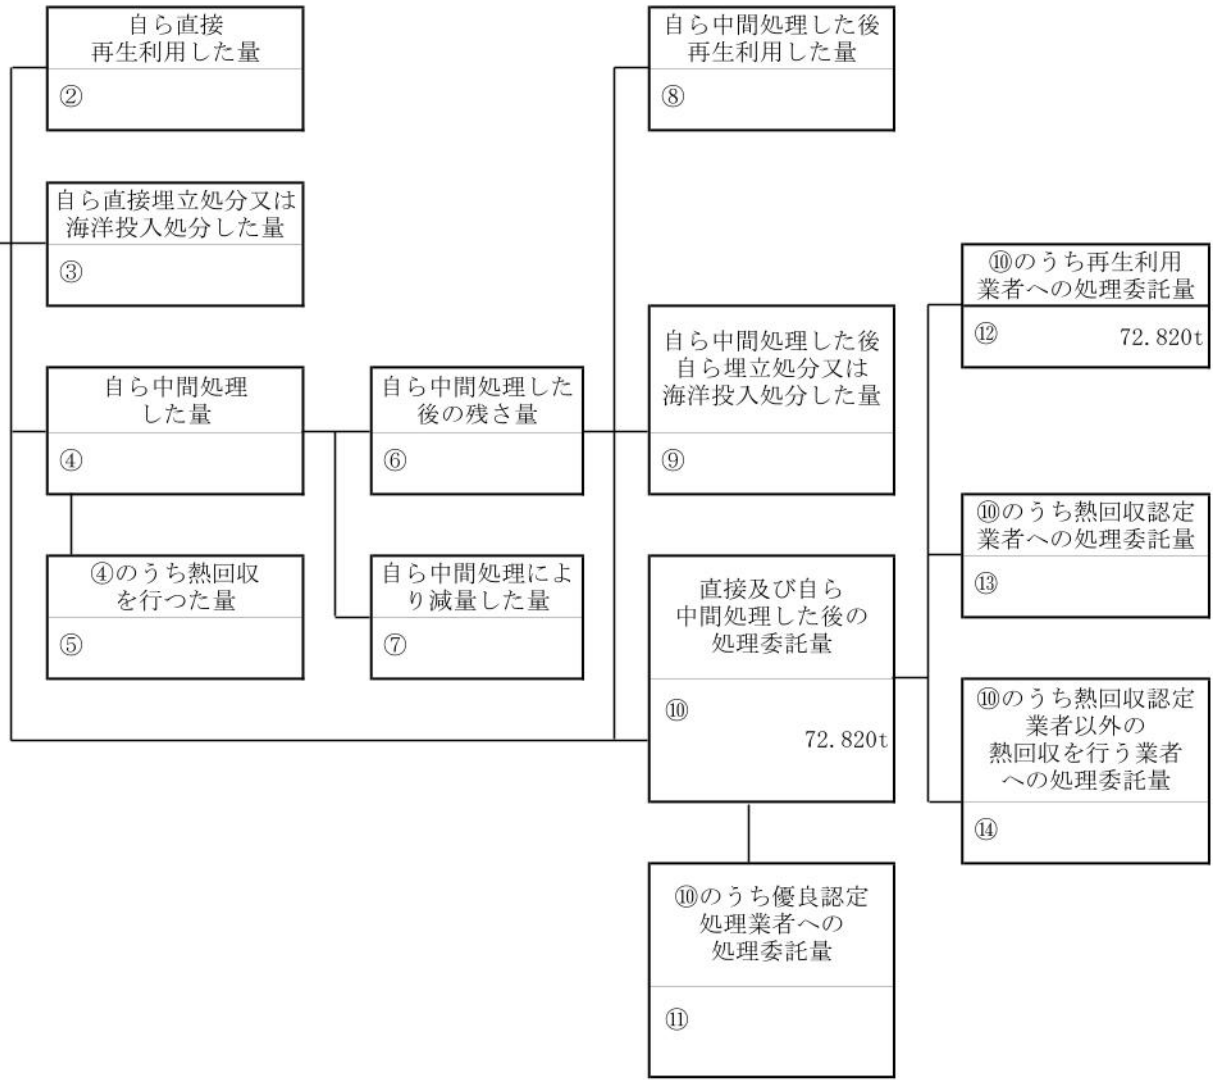 自ら直接
再生利用した量
②
自ら直接埋立処分又は
海洋投入処分した量
③
自ら中間処理
した量
④
④のうち熱回収
を行つた量
⑤
自ら中間処理した
後の残さ量
⑥
自ら中間処理によ
り減量した量
⑦
自ら中間処理した後
再生利用した量
⑧
自ら中間処理した後
自ら埋立処分又は
海洋投入処分した量
⑨
直接及び自ら
中間処理した後の
処理委託量
⑩
72.820t
⑩のうち優良認定
処理業者への
処理委託量
⑪
⑩のうち再生利用
業者への処理委託量
⑫ 72.820t
⑩のうち熱回収認定
業者への処理委託量
⑬
⑩のうち熱回収認定
業者以外の
熱回収を行う業者
への処理委託量
⑭